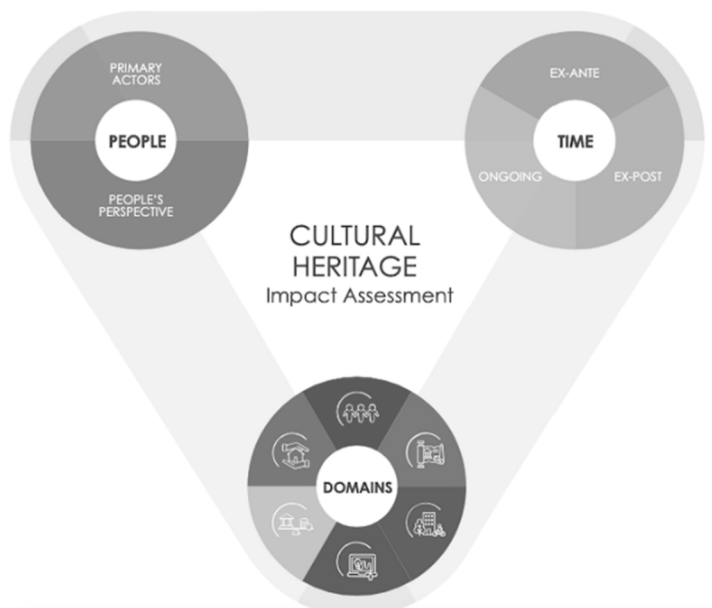 PRIMARY
ACTORS
PEOPLE
PEOPLE'S
PERSPECTIVE
EX-ANTE
TIME
ONGOING
EX-POST
CULTURAL
HERITAGE
Impact Assessment
DOMAINS